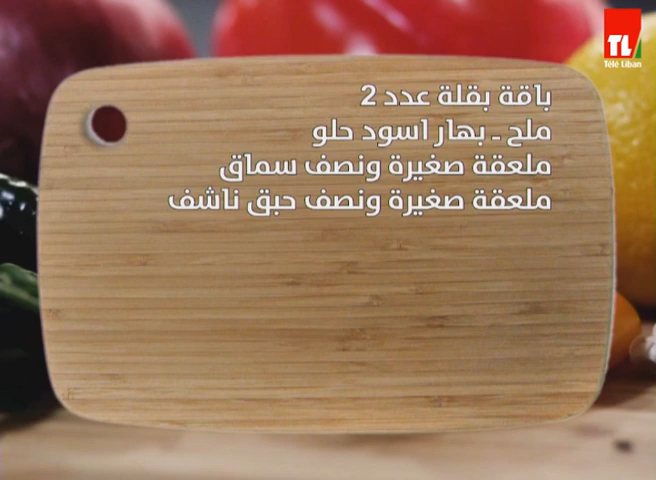 TL
Télé Liban
باقة بقلة عدد 2
ملح - بهار اسود حلو
ملعقة صغيرة ونصف سماق
ملعقة صغيرة ونصف حبق ناشف